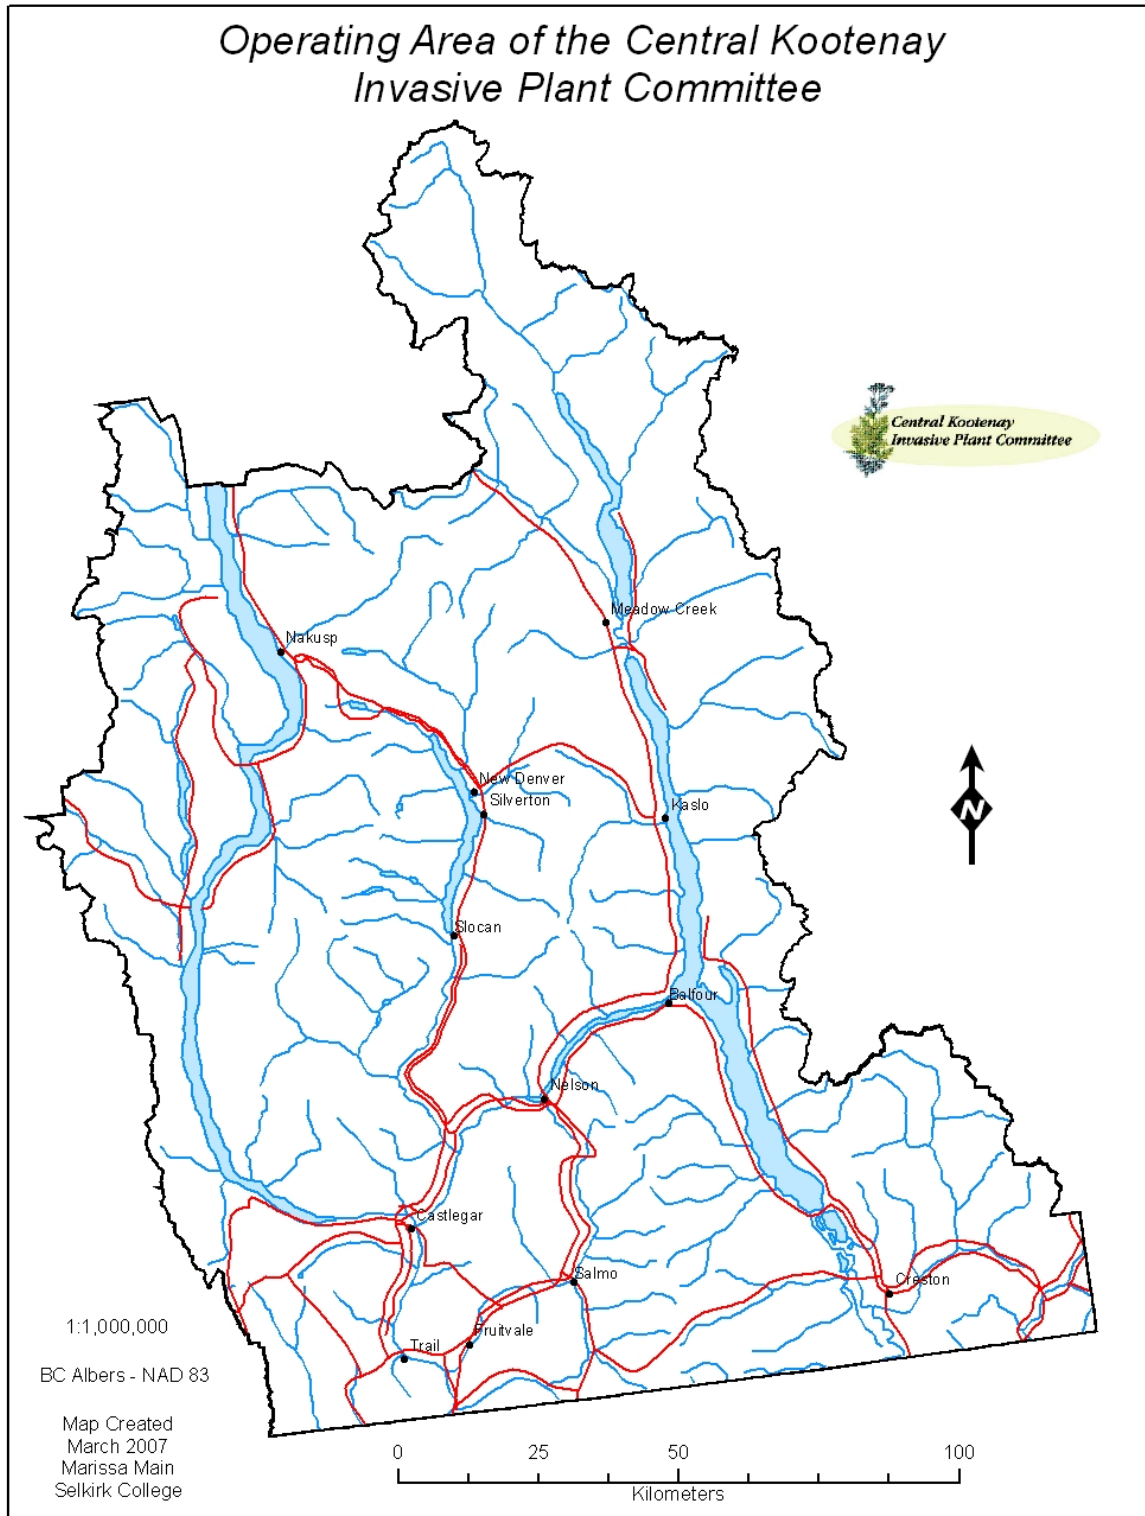 Operating Area of the Central Kootenay
Invasive Plant Committee
Central Kootenay
Invasive Plant Committee
Meadow Creek
Nakusp
New Denver
Silverton
Kaslo
Slocan
Balfour
N
Nelson
Castlegar
Salmo
Creston
Fruitvale
Trail
1:1,000,000
BC Albers - NAD 83
Map Created
March 2007
Marissa Main
Selkirk College
0 25 50 100
Kilometers